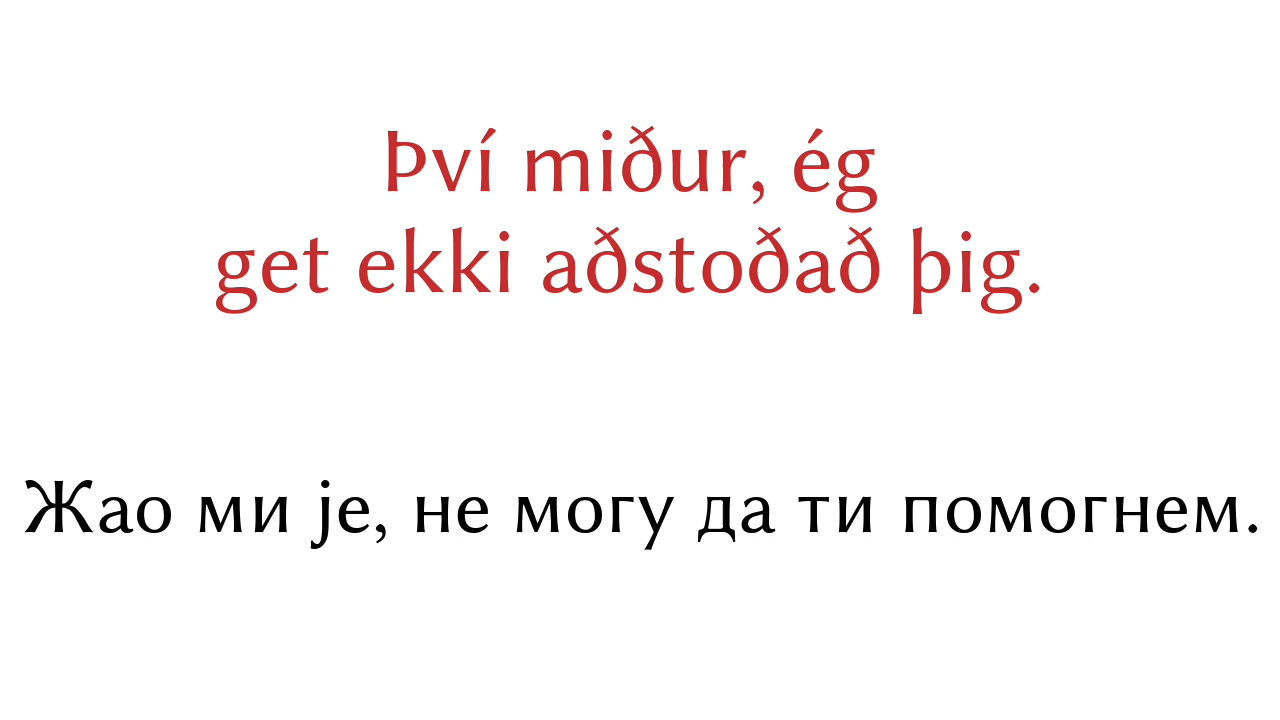 Því miður, ég
get ekki aðstoðað þig.
Жао ми је, не могу да ти помогнем.